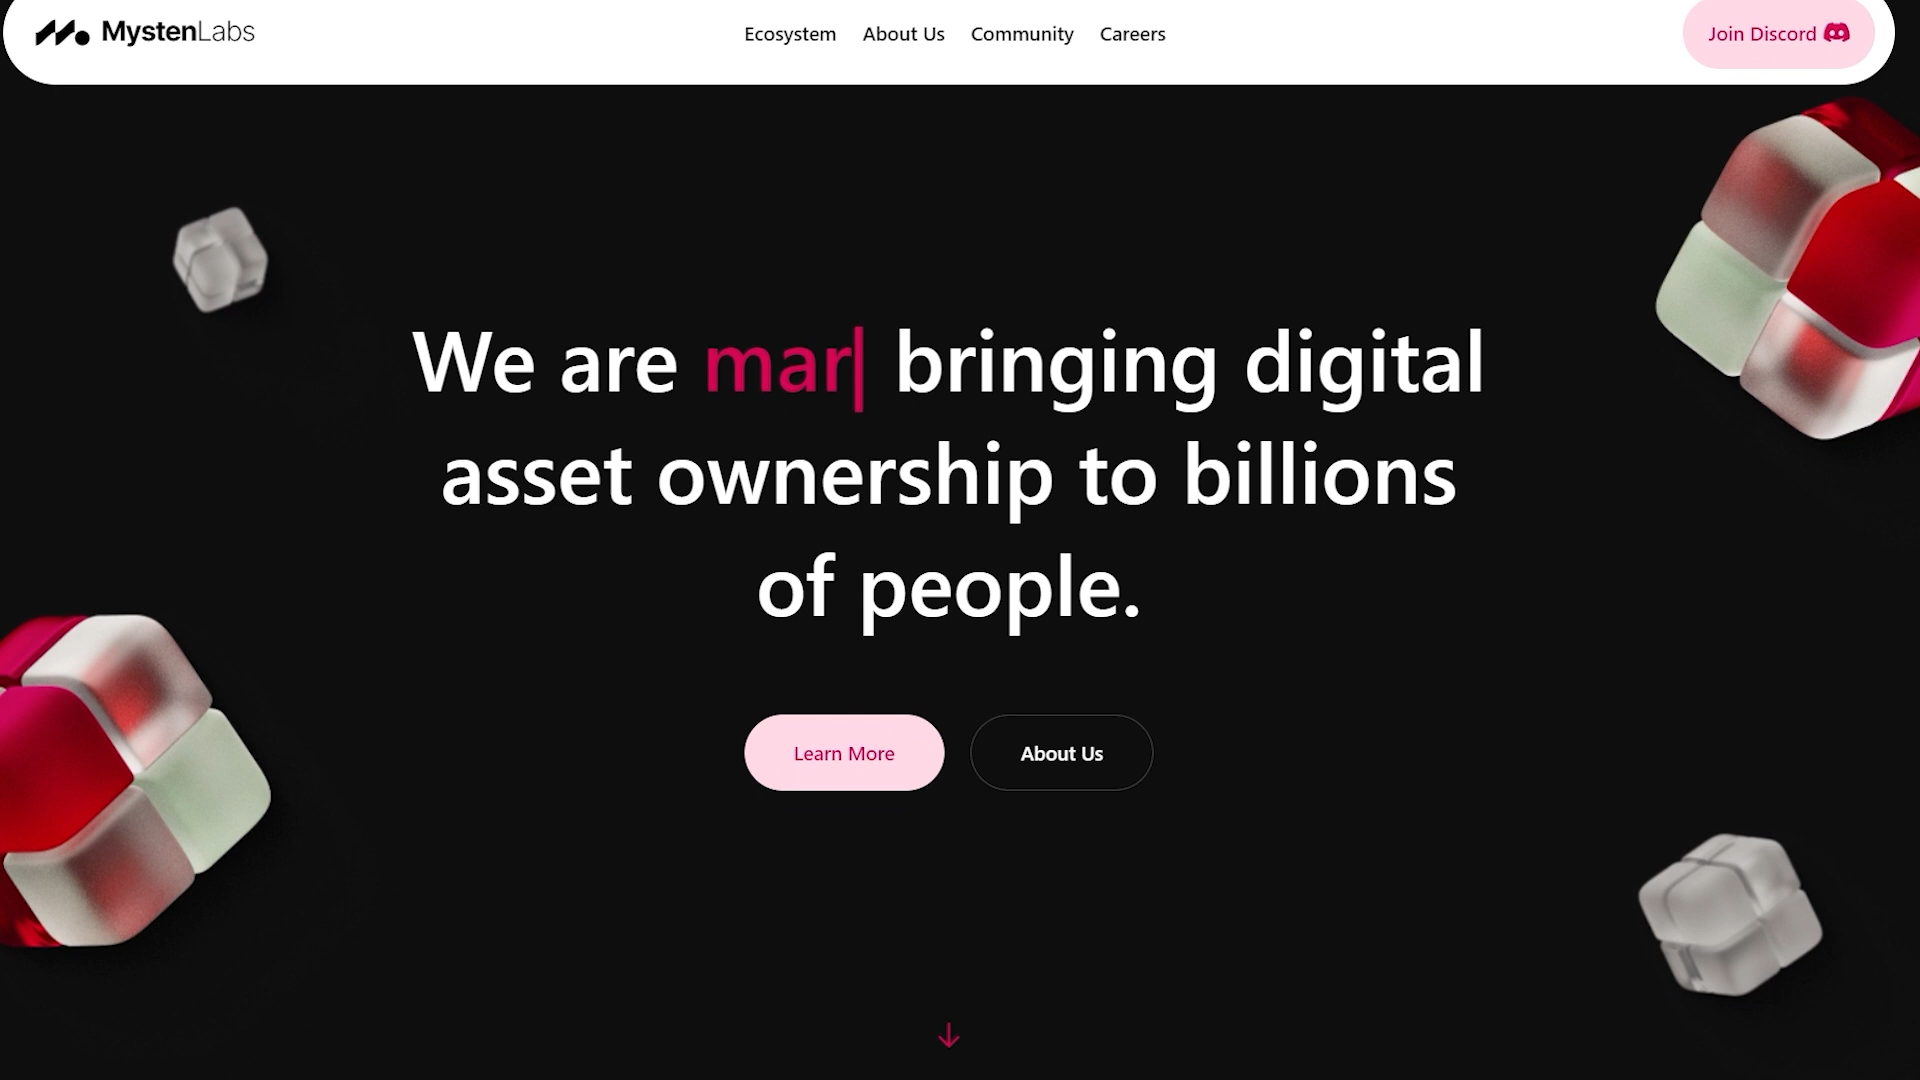 MystenLabs
Ecosystem About Us Community Careers
Join Discord
We are mar| bringing digital
asset ownership to billions
of people.
Learn More About Us